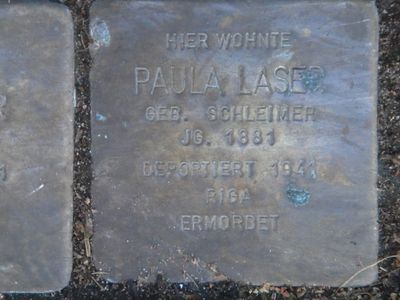 HIER WOHNTE
PAULA LASER
GEB. SCHLEIMER
JG. 1881
DEPORTIERT 1941
RIGA
ERMORDET